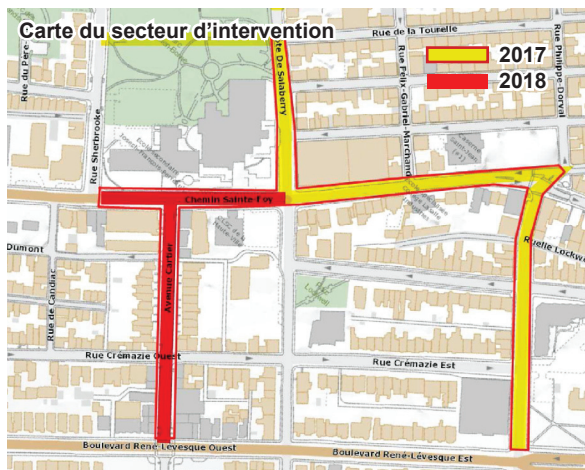 Carte du secteur d'intervention
Rue de la Tourelle
2017
2018
Rue du Père-
Rue Sherbrooke
te De Salaberry
Rue Félix-Gabriel-Marchand
Rue Philippe-Dorval
Chemin Sainte-Foy
Dumont
Avenue Cartier
Rue de Candiac
Ruelle Lockwe
Rue Crémazie Ouest
Rue Crémazie Est
Boulevard René-Lévesque Ouest
Boulevard René-Lévesque Est